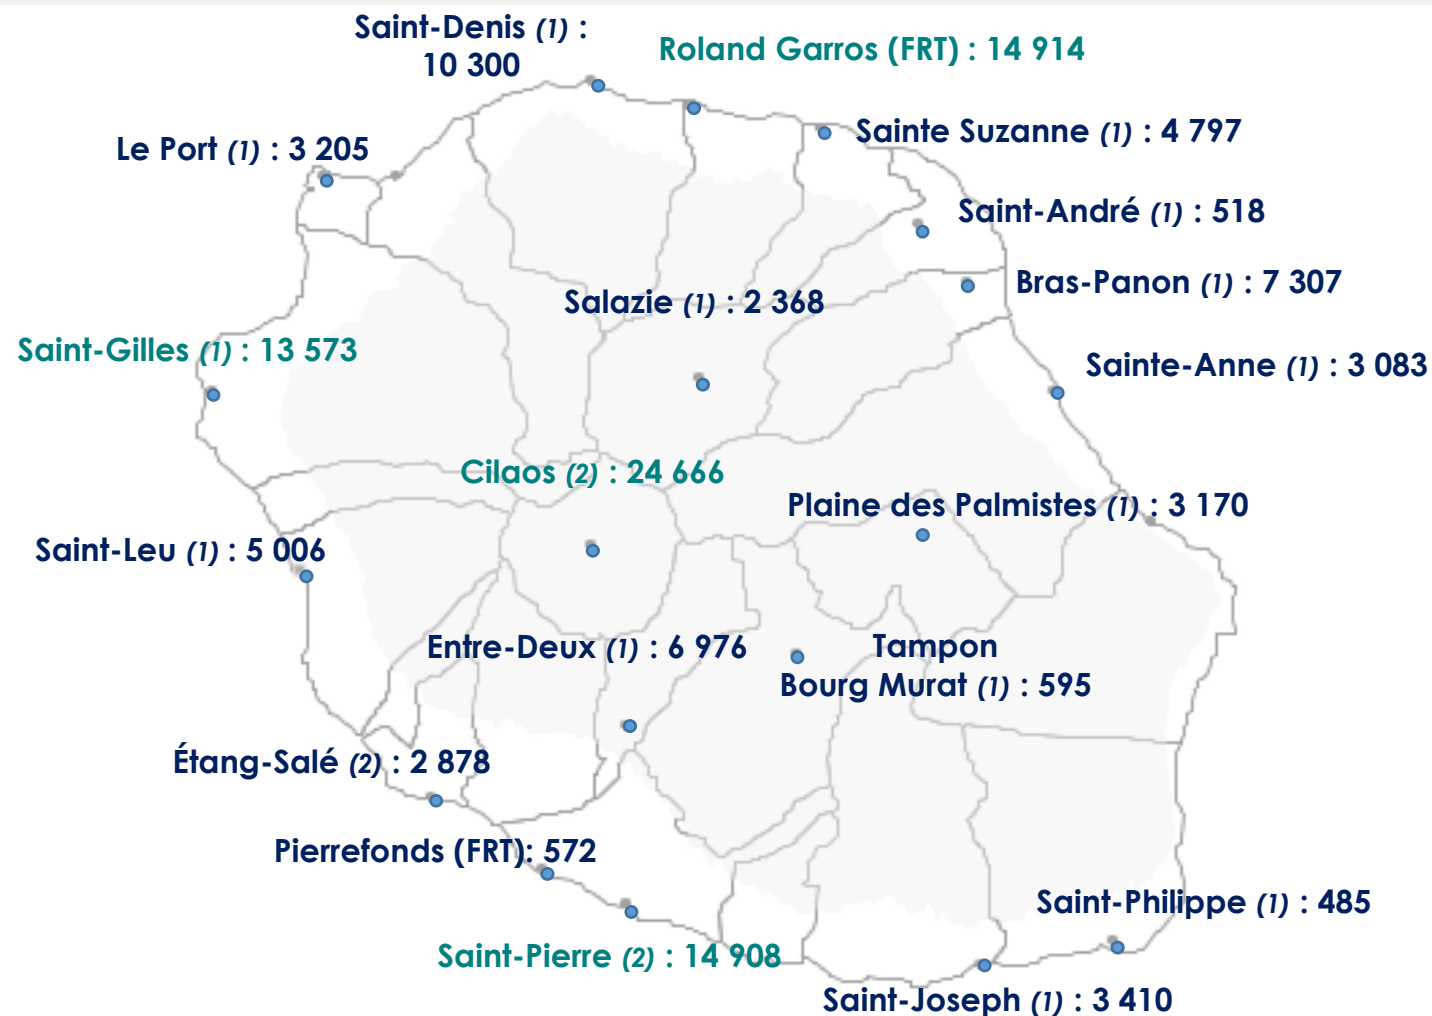 Saint-Denis (1) :
10 300
Roland Garros (FRT) : 14 914
Le Port (1) : 3 205
Sainte Suzanne (1) : 4 797
Saint-André (1) : 518
Bras-Panon (1) : 7 307
Salazie (1) : 2 368
Saint-Gilles (1) : 13 573
Sainte-Anne (1) : 3 083
Cilaos (2) : 24 666
Plaine des Palmistes (1) : 3 170
Saint-Leu (1) : 5 006
Entre-Deux (1) : 6 976
Tampon
Bourg Murat (1) : 595
Étang-Salé (2) : 2 878
Pierrefonds (FRT): 572
Saint-Philippe (1) : 485
Saint-Pierre (2) : 14 908
Saint-Joseph (1) : 3 410